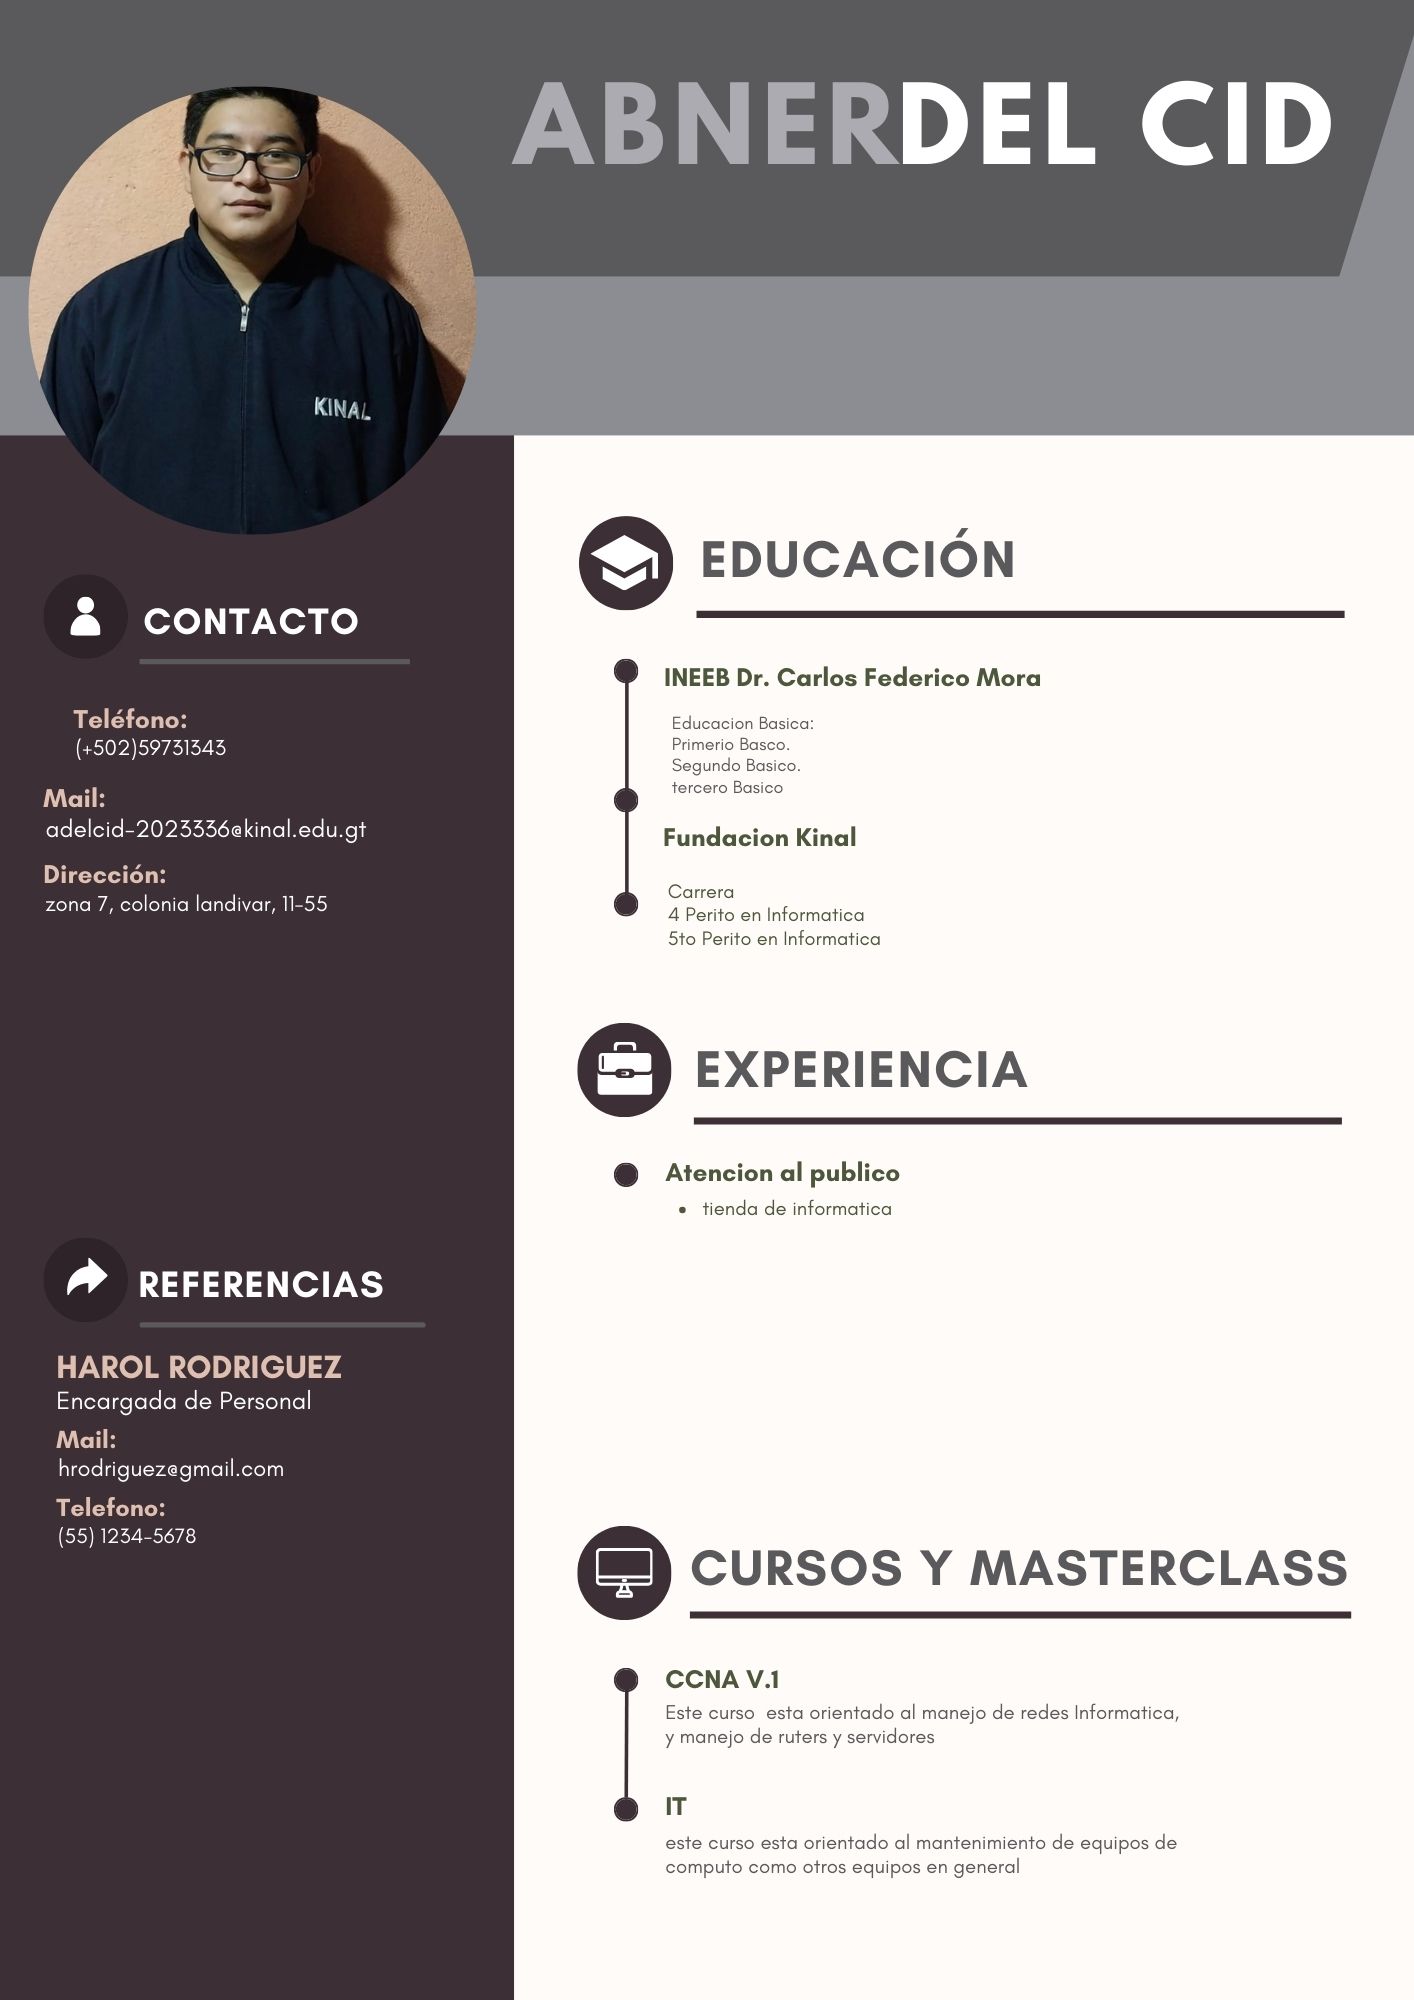 ABNERDEL CID
KINAL
CONTACTO
Teléfono:
(+502)59731343
Mail:
adelcid-2023336@kinal.edu.gt
Dirección:
zona 7, colonia landivar, 11-55
REFERENCIAS
HAROL RODRIGUEZ
Encargada de Personal
Mail:
hrodriguez@gmail.com
Telefono:
(55) 1234-5678
EDUCACIÓN
INEEB Dr. Carlos Federico Mora
Educacion Basica:
Primerio Basco.
Segundo Basico.
tercero Basico
Fundacion Kinal
Carrera
4 Perito en Informatica
5to Perito en Informatica
EXPERIENCIA
Atencion al publico
• tienda de informatica
CURSOS Y MASTERCLASS
CCNA V.1
Este curso  esta orientado al manejo de redes Informatica,
y manejo de ruters y servidores
IT
este curso esta orientado al mantenimiento de equipos de
computo como otros equipos en general